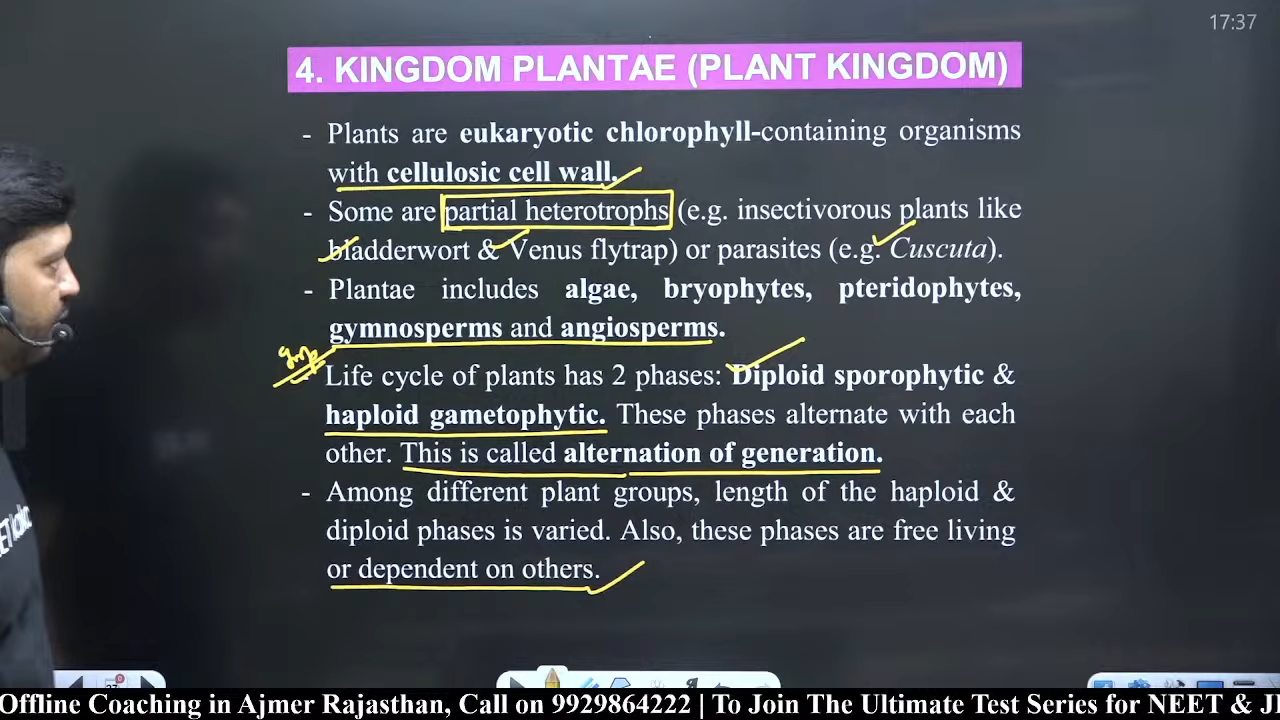 17:37
4. KINGDOM PLANTAE (PLANT KINGDOM)
- Plants are eukaryotic chlorophyll-containing organisms
with cellulosic cell wall.
- Some are partial heterotrophs (e.g. insectivorous plants like
bladderwort & Venus flytrap) or parasites (e.g. Cuscuta).
- Plantae includes algae, bryophytes, pteridophytes,
gymnosperms and angiosperms.
Life cycle of plants has 2 phases: Diploid sporophytic &
haploid gametophytic. These phases alternate with each
other. This is called alternation of generation.
- Among different plant groups, length of the haploid &
diploid phases is varied. Also, these phases are free living
or dependent on others.
Offline Coaching in Ajmer Rajasthan, Call on 9929864222 | To Join The Ultimate Test Series for NEET & JE